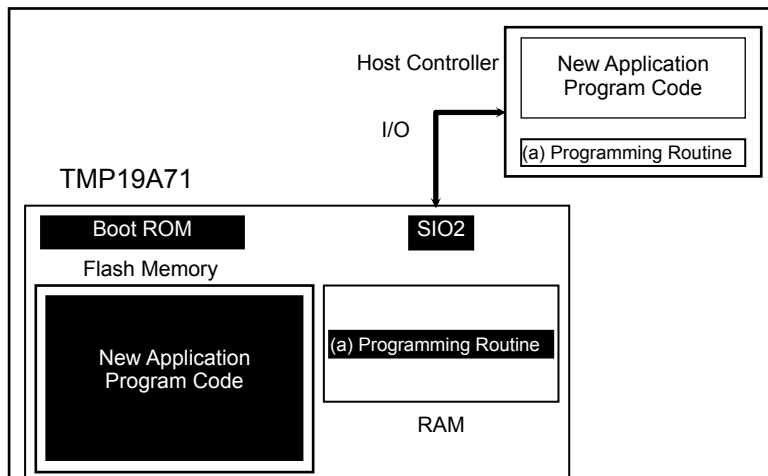 Host Controller
New Application
Program Code
(a) Programming Routine
I/O
TMP19A71
Boot ROM
SIO2
Flash Memory
New Application
Program Code
(a) Programming Routine
RAM